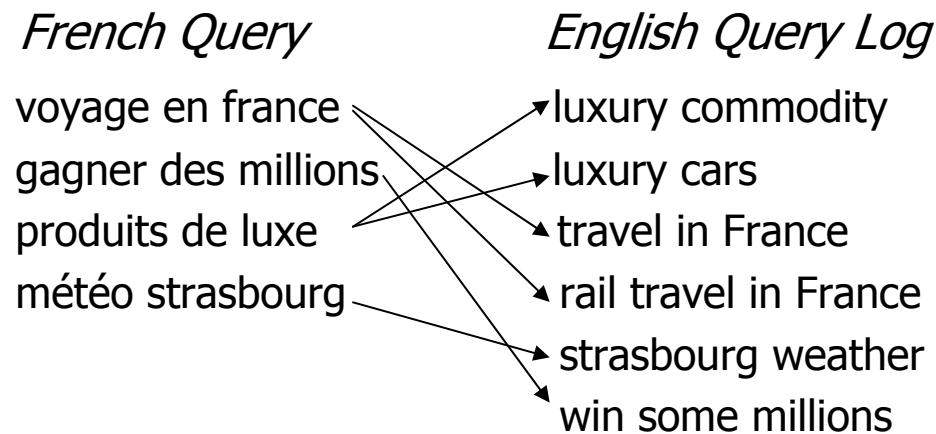 French Query
English Query Log
voyage en france
luxury commodity
gagner des millions
luxury cars
produits de luxe
travel in France
météo strasbourg
rail travel in France
strasbourg weather
win some millions